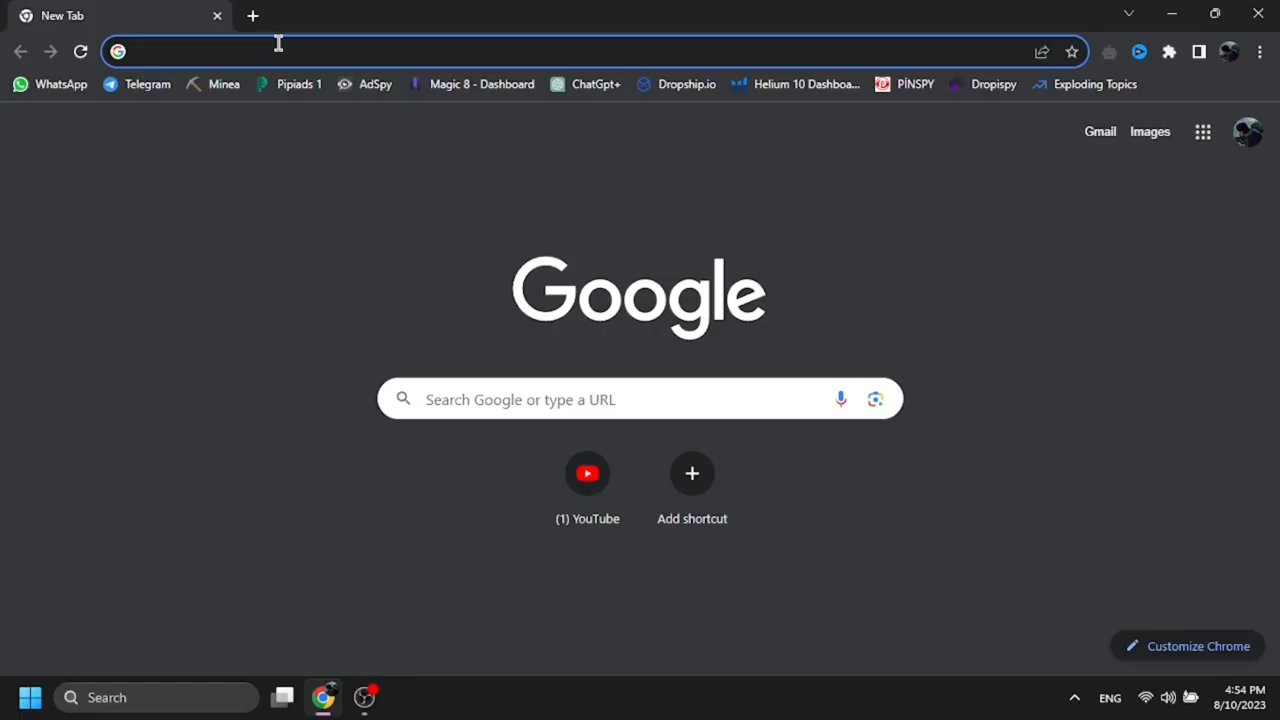 New Tab
WhatsApp Telegram Minea Pipiads 1 AdSpy Magic 8 - Dashboard ChatGpt+ Dropship.io Helium 10 Dashboa... PİNSPY Dropispy Exploding Topics
Gmail Images
Google
Search Google or type a URL
(1) YouTube Add shortcut
Customize Chrome
Search
ENG
4:54 PM
8/10/2023